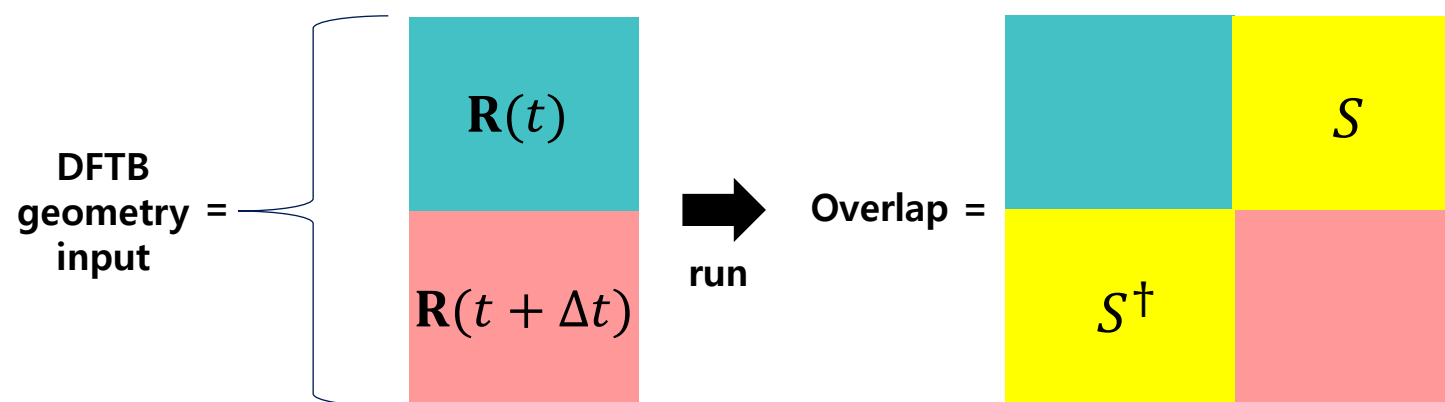 DFTB
geometry =
input
𝐑(𝑡)
𝐑(𝑡 + Δ𝑡)
run
Overlap =
𝑆
𝑆†